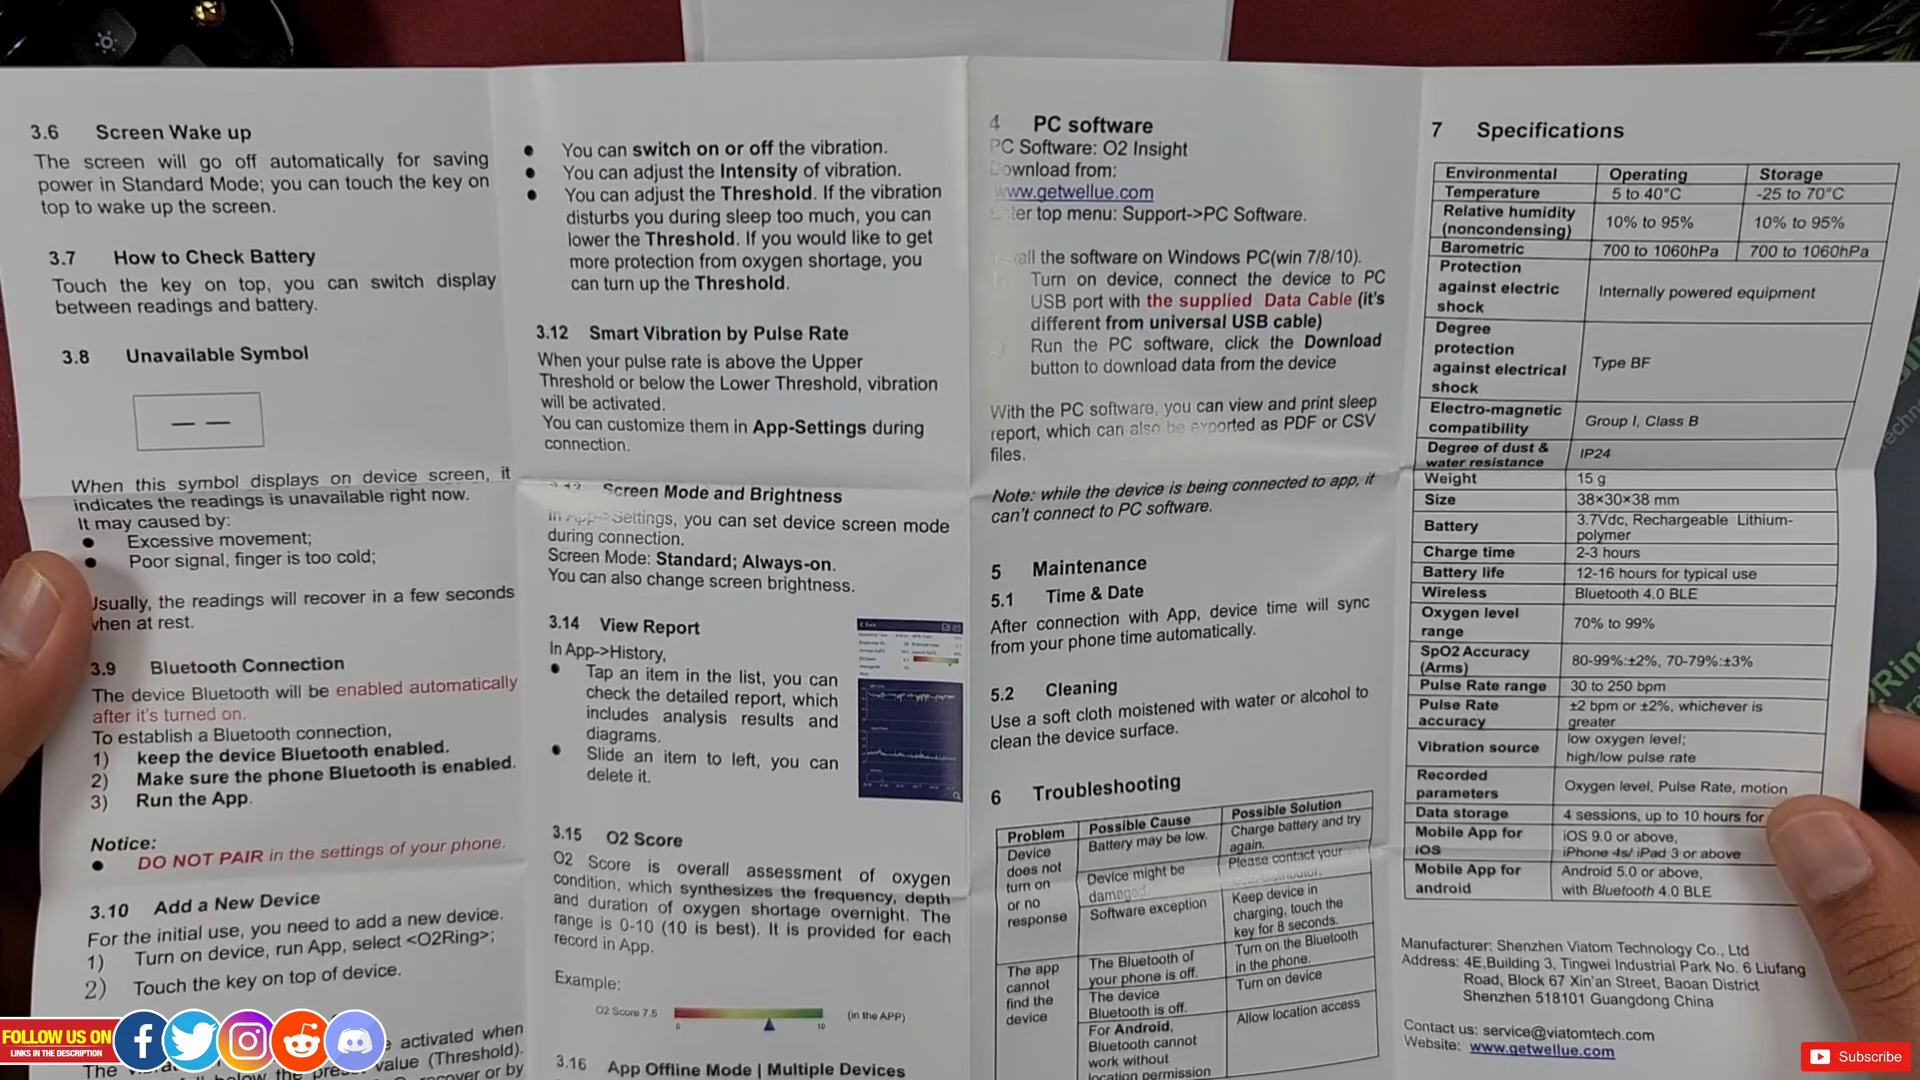 3.6 Screen Wake up
The screen will go off automatically for saving
power in Standard Mode; you can touch the key on
top to wake up the screen.
3.7 How to Check Battery
Touch the key on top, you can switch display
between readings and battery.
3.8 Unavailable Symbol
— —
When this symbol displays on device screen, it
indicates the readings is unavailable right now.
It may caused by:
● Excessive movement;
● Poor signal, finger is too cold;
Usually, the readings will recover in a few seconds
when at rest.
3.9 Bluetooth Connection
The device Bluetooth will be enabled automatically
after it's turned on.
To establish a Bluetooth connection,
1) keep the device Bluetooth enabled.
2) Make sure the phone Bluetooth is enabled.
3) Run the App.
Notice:
● DO NOT PAIR in the settings of your phone.
3.10 Add a New Device
For the initial use, you need to add a new device.
1) Turn on device, run App, select <O2Ring>;
2) Touch the key on top of device.
activated when
value (Threshold).
The
or by
● You can switch on or off the vibration.
● You can adjust the Intensity of vibration.
● You can adjust the Threshold. If the vibration
disturbs you during sleep too much, you can
lower the Threshold. If you would like to get
more protection from oxygen shortage, you
can turn up the Threshold.
3.12 Smart Vibration by Pulse Rate
When your pulse rate is above the Upper
Threshold or below the Lower Threshold, vibration
will be activated.
You can customize them in App-Settings during
connection.
3.13 Screen Mode and Brightness
In App->Settings, you can set device screen mode
during connection.
Screen Mode: Standard; Always-on.
You can also change screen brightness.
3.14 View Report
In App->History,
● Tap an item in the list, you can
check the detailed report, which
includes analysis results and
diagrams.
● Slide an item to left, you can
delete it.
3.15 O2 Score
O2 Score is overall assessment of oxygen
condition, which synthesizes the frequency, depth
and duration of oxygen shortage overnight. The
range is 0-10 (10 is best). It is provided for each
record in App.
Example:
O2 Score 7.5 (in the APP)
0 10
3.16 App Offline Mode | Multiple Devices
4 PC software
PC Software: O2 Insight
Download from:
www.getwellue.com
top menu: Support->PC Software.
the software on Windows PC(win 7/8/10).
Turn on device, connect the device to PC
USB port with the supplied Data Cable (it's
different from universal USB cable)
Run the PC software, click the Download
button to download data from the device
With the PC software, you can view and print sleep
report, which can also be exported as PDF or CSV
files.
Note: while the device is being connected to app, it
can't connect to PC software.
5 Maintenance
5.1 Time & Date
After connection with App, device time will sync
from your phone time automatically.
5.2 Cleaning
Use a soft cloth moistened with water or alcohol to
clean the device surface.
6 Troubleshooting
Problem Possible Cause Possible Solution
Device does not turn on or no response
Battery may be low. Charge battery and try again.
Device might be damaged. Please contact your
Software exception Keep device in charging, touch the key for 8 seconds.
The app cannot find the device
The Bluetooth of your phone is off. Turn on the Bluetooth in the phone.
The device Bluetooth is off. Turn on device
For Android, Bluetooth cannot work without location permission Allow location access
7 Specifications
Environmental Operating Storage
Temperature 5 to 40°C -25 to 70°C
Relative humidity (noncondensing) 10% to 95% 10% to 95%
Barometric 700 to 1060hPa 700 to 1060hPa
Protection against electric shock Internally powered equipment
Degree protection against electrical shock Type BF
Electro-magnetic compatibility Group I, Class B
Degree of dust & water resistance IP24
Weight 15 g
Size 38×30×38 mm
Battery 3.7Vdc, Rechargeable Lithium-polymer
Charge time 2-3 hours
Battery life 12-16 hours for typical use
Wireless Bluetooth 4.0 BLE
Oxygen level range 70% to 99%
SpO2 Accuracy (Arms) 80-99%:±2%, 70-79%:±3%
Pulse Rate range 30 to 250 bpm
Pulse Rate accuracy ±2 bpm or ±2%, whichever is greater
Vibration source low oxygen level; high/low pulse rate
Recorded parameters Oxygen level, Pulse Rate, motion
Data storage 4 sessions, up to 10 hours for
Mobile App for iOS iOS 9.0 or above, iPhone 4s/ iPad 3 or above
Mobile App for android Android 5.0 or above, with Bluetooth 4.0 BLE
Manufacturer: Shenzhen Viatom Technology Co., Ltd
Address: 4E,Building 3, Tingwei Industrial Park No. 6 Liufang
Road, Block 67 Xin'an Street, Baoan District
Shenzhen 518101 Guangdong China
Contact us: service@viatomtech.com
Website: www.getwellue.com
FOLLOW US ON
LINKS IN THE DESCRIPTION
Subscribe